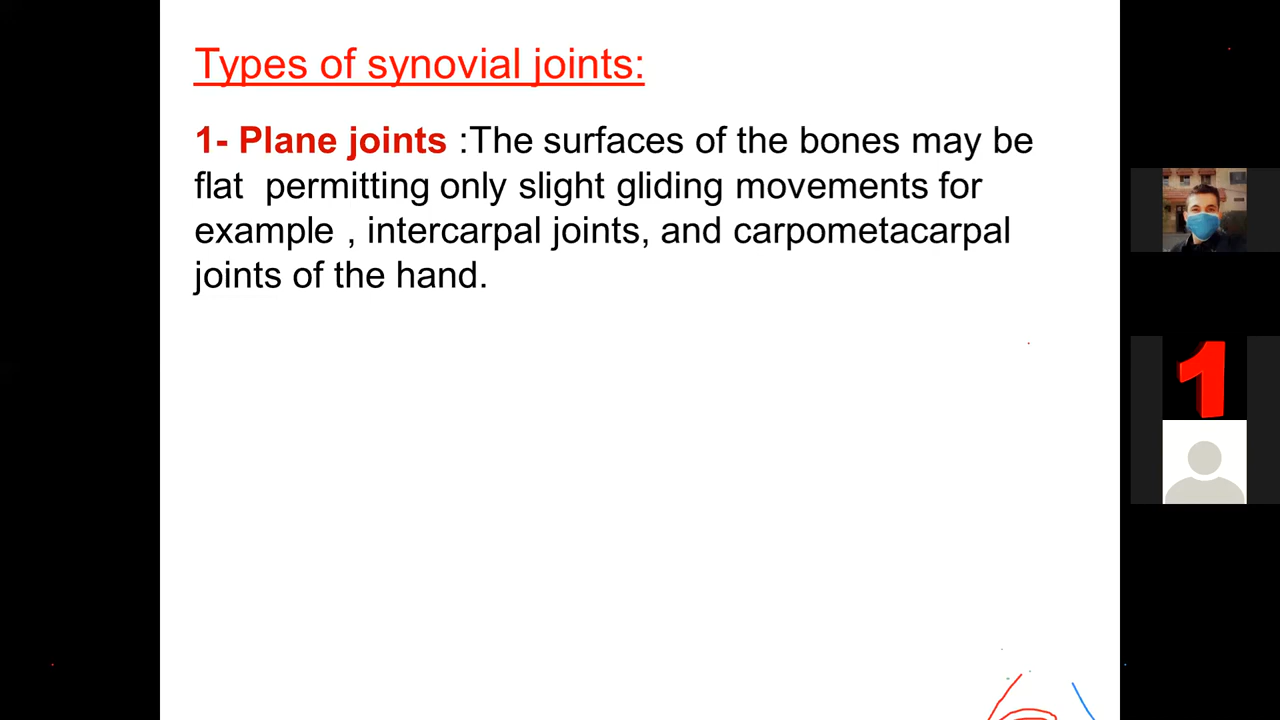 Types of synovial joints:
1- Plane joints :The surfaces of the bones may be
flat permitting only slight gliding movements for
example , intercarpal joints, and carpometacarpal
joints of the hand.
1